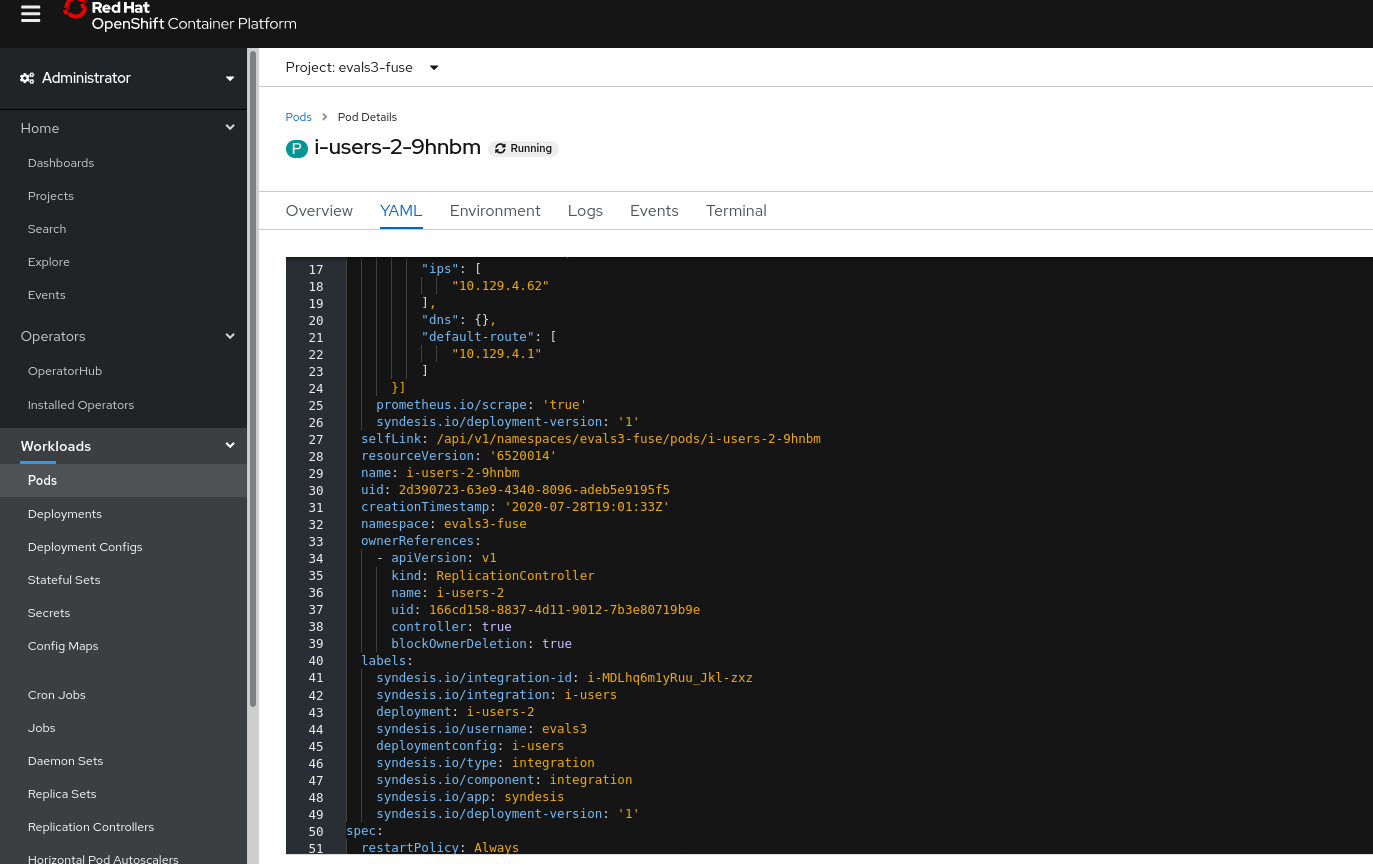 Red Hat
OpenShift Container Platform
Administrator
Home
Dashboards
Projects
Search
Explore
Events
Operators
OperatorHub
Installed Operators
Workloads
Pods
Deployments
Deployment Configs
Stateful Sets
Secrets
Config Maps
Cron Jobs
Jobs
Daemon Sets
Replica Sets
Replication Controllers
Horizontal Pod Autoscalers
Project: evals3-fuse
Pods > Pod Details
P i-users-2-9hnbm Running
Overview YAML Environment Logs Events Terminal
17 "ips": [
18 "10.129.4.62"
19 ],
20 "dns": {},
21 "default-route": [
22 "10.129.4.1"
23 ]
24 }]
25 prometheus.io/scrape: 'true'
26 syndesis.io/deployment-version: '1'
27 selfLink: /api/v1/namespaces/evals3-fuse/pods/i-users-2-9hnbm
28 resourceVersion: '6520014'
29 name: i-users-2-9hnbm
30 uid: 2d390723-63e9-4340-8096-adeb5e9195f5
31 creationTimestamp: '2020-07-28T19:01:33Z'
32 namespace: evals3-fuse
33 ownerReferences:
34 - apiVersion: v1
35 kind: ReplicationController
36 name: i-users-2
37 uid: 166cd158-8837-4d11-9012-7b3e80719b9e
38 controller: true
39 blockOwnerDeletion: true
40 labels:
41 syndesis.io/integration-id: i-MDLhq6m1yRuu_Jkl-zxz
42 syndesis.io/integration: i-users
43 deployment: i-users-2
44 syndesis.io/username: evals3
45 deploymentconfig: i-users
46 syndesis.io/type: integration
47 syndesis.io/component: integration
48 syndesis.io/app: syndesis
49 syndesis.io/deployment-version: '1'
50 spec:
51 restartPolicy: Always